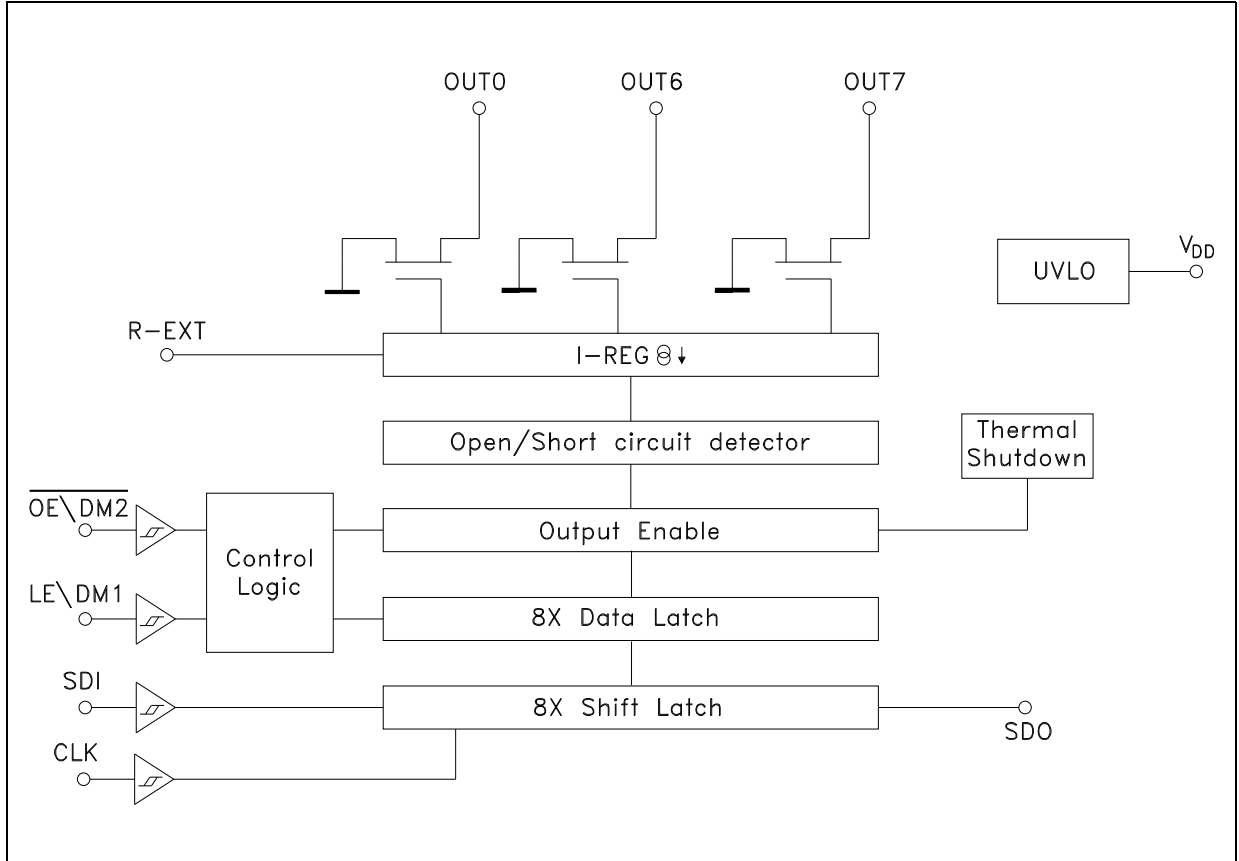 OUT0
OUT6
OUT7
UVLO
VDD
R-EXT
I-REG
Open/Short circuit detector
Thermal
Shutdown
OE\DM2
Output Enable
Control
Logic
LE\DM1
8X Data Latch
SDI
8X Shift Latch
SDO
CLK